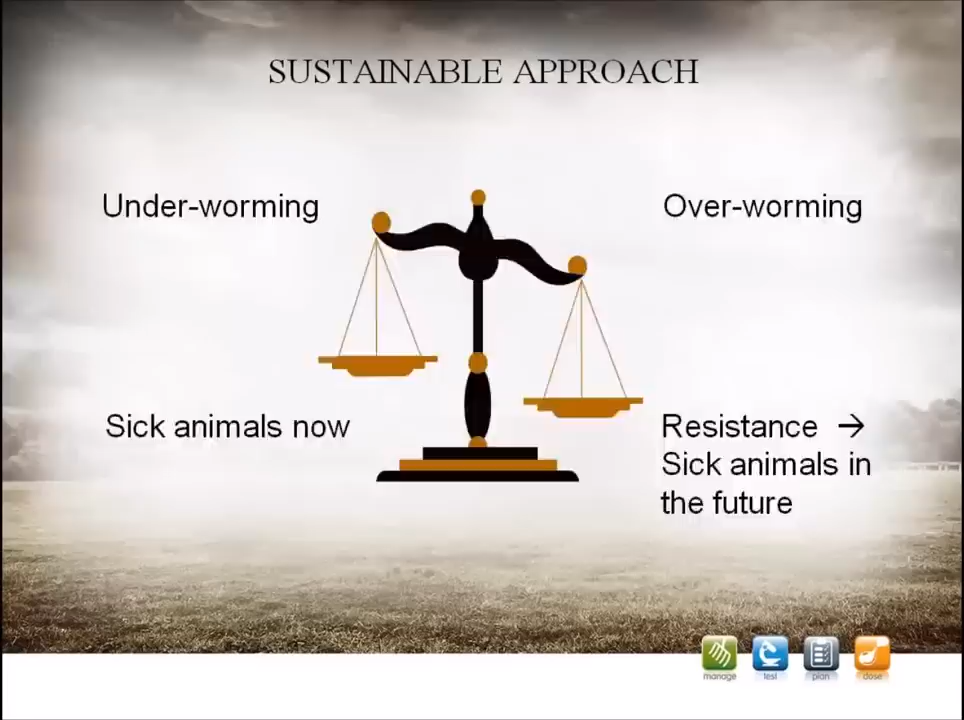 SUSTAINABLE APPROACH
Under-worming
Over-worming
Sick animals now
Resistance →
Sick animals in
the future
manage
test
plan
dose